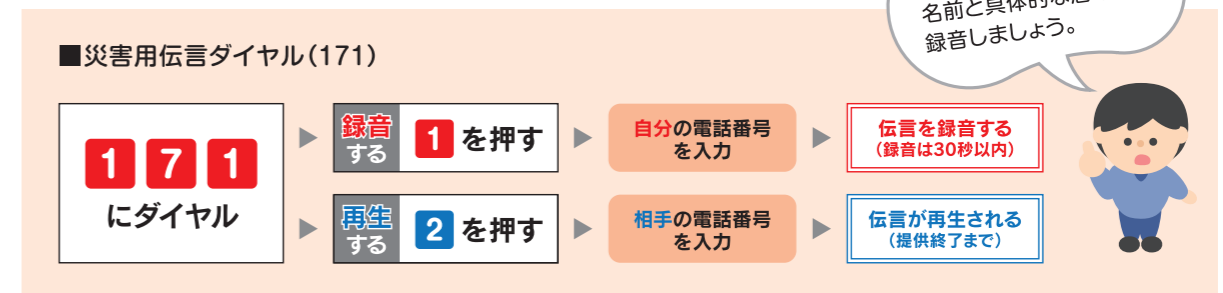 名前と具体的な
録音しましょう。
■災害用伝言ダイヤル(171)
171
にダイヤル
録音
する
1を押す
自分の電話番号
を入力
伝言を録音する
(録音は30秒以内)
再生
する
2を押す
相手の電話番号
を入力
伝言が再生される
(提供終了まで)